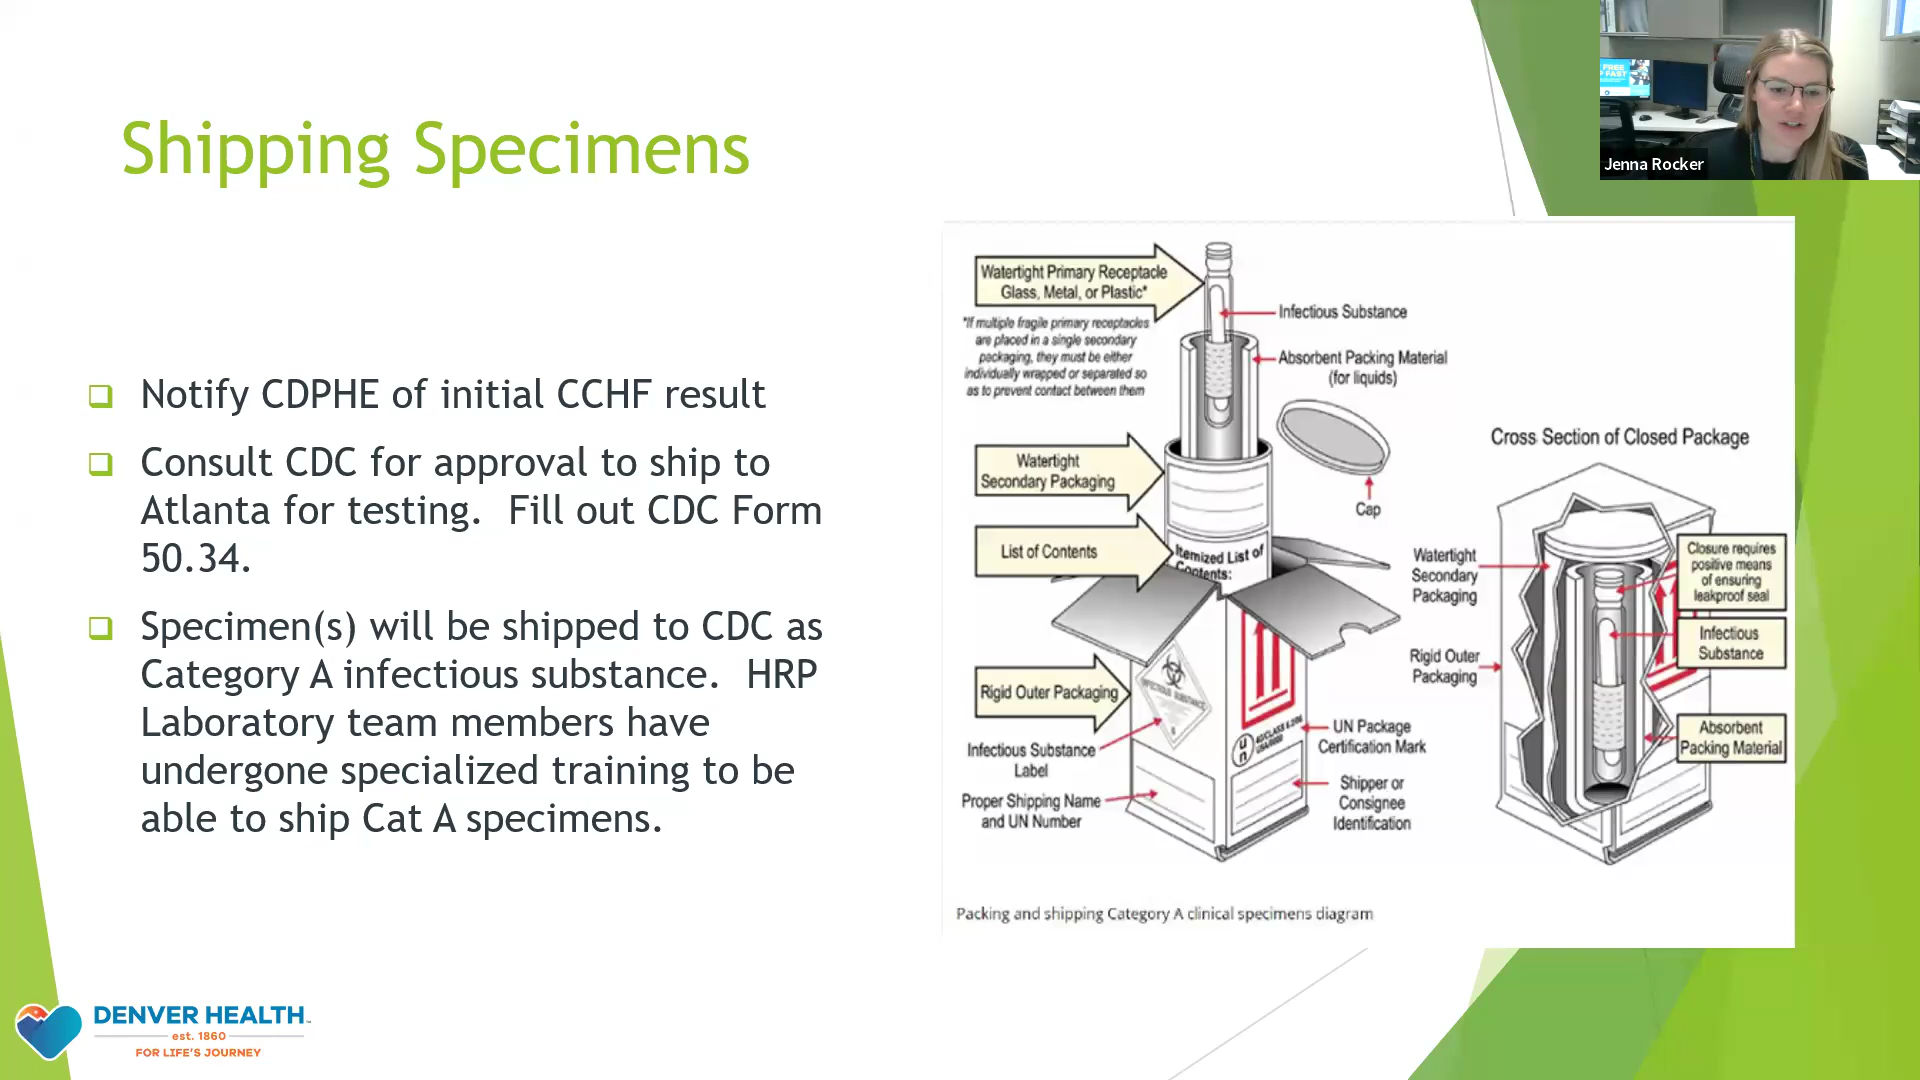 Shipping Specimens
Notify CDPHE of initial CCHF result
Consult CDC for approval to ship to
Atlanta for testing.  Fill out CDC Form
50.34.
Specimen(s) will be shipped to CDC as
Category A infectious substance.  HRP
Laboratory team members have
undergone specialized training to be
able to ship Cat A specimens.
DENVER HEALTH
est. 1860
FOR LIFE'S JOURNEY
Watertight Primary Receptacle
Glass, Metal, or Plastic*
*If multiple fragile primary receptacles
are placed in a single secondary
packaging, they must be either
individually wrapped or separated so
as to prevent contact between them
Infectious Substance
Absorbent Packing Material
(for liquids)
Watertight
Secondary Packaging
Cap
List of Contents
Itemized List of
Contents:
Rigid Outer Packaging
INFECTIOUS SUBSTANCE
Infectious Substance
Label
Proper Shipping Name
and UN Number
UN Package
Certification Mark
Shipper or
Consignee
Identification
Cross Section of Closed Package
Watertight
Secondary
Packaging
Rigid Outer
Packaging
Closure requires
positive means
of ensuring
leakproof seal
Infectious
Substance
Absorbent
Packing Material
Packing and shipping Category A clinical specimens diagram
FREE
FAST
Jenna Rocker